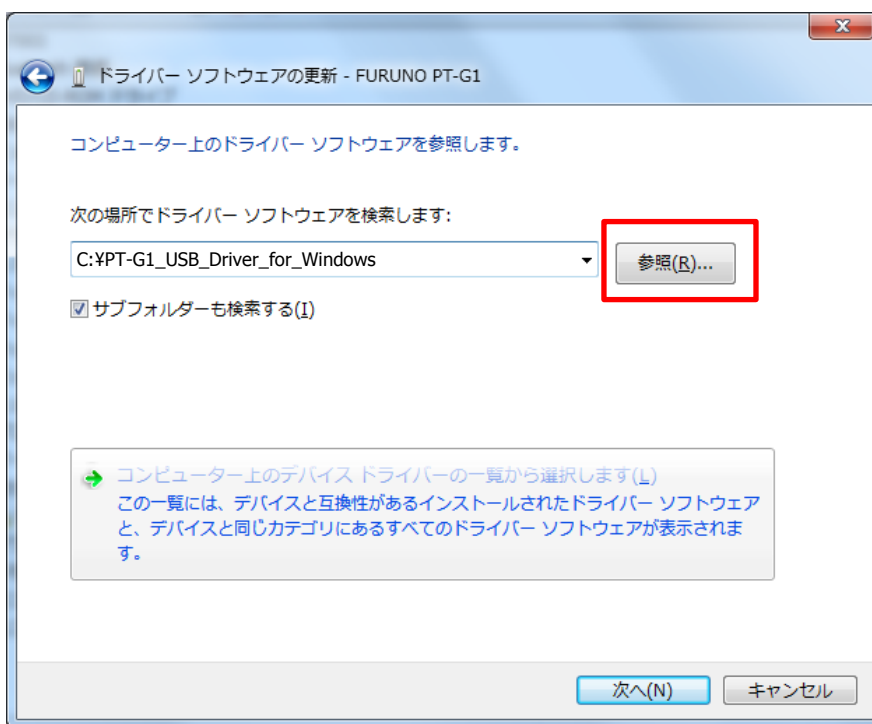 ドライバー ソフトウェアの更新 - FURUNO PT-G1
コンピューター上のドライバー ソフトウェアを参照します。
次の場所でドライバー ソフトウェアを検索します:
C:¥PT-G1_USB_Driver_for_Windows
参照(R)...
サブフォルダーも検索する(I)
コンピューター上のデバイス ドライバーの一覧から選択します(L)
この一覧には、デバイスと互換性があるインストールされたドライバー ソフトウェア
と、デバイスと同じカテゴリにあるすべてのドライバー ソフトウェアが表示されま
す。
次へ(N)
キャンセル